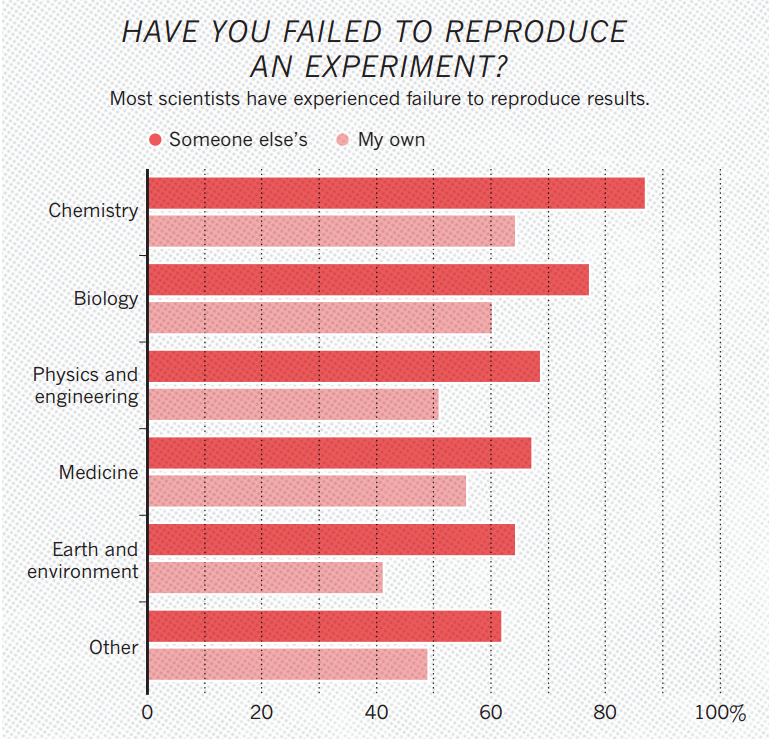 HAVE YOU FAILED TO REPRODUCE
AN EXPERIMENT?
Most scientists have experienced failure to reproduce results.
Someone else’s My own
Chemistry
Biology
Physics and
engineering
Medicine
Earth and
environment
Other
0 20 40 60 80 100%